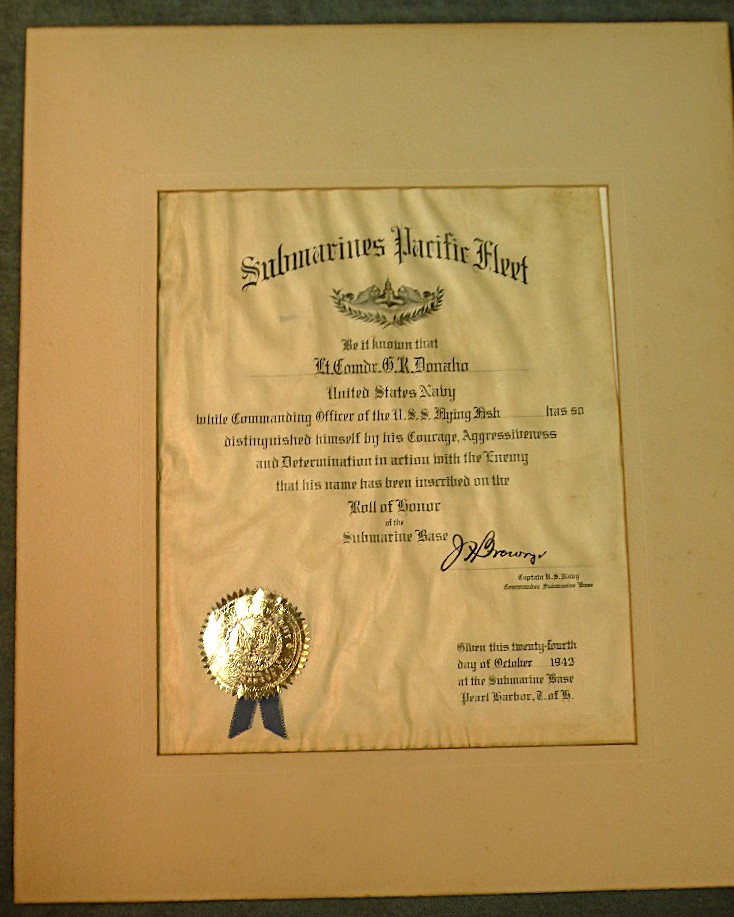 Submarines Pacific Fleet
Be it known that
Lt. Comdr. G. R. Donaho
United States Navy
while Commanding Officer of the U. S. S. Flying Fish has so
distinguished himself by his Courage, Aggressiveness
and Determination in action with the Enemy
that his name has been inscribed on the
Roll of Honor
of the
Submarine Base
Captain U. S. Navy
Commander Submarine Base
Given this twenty-fourth
day of October 1942
at the Submarine Base
Pearl Harbor, T. of H.